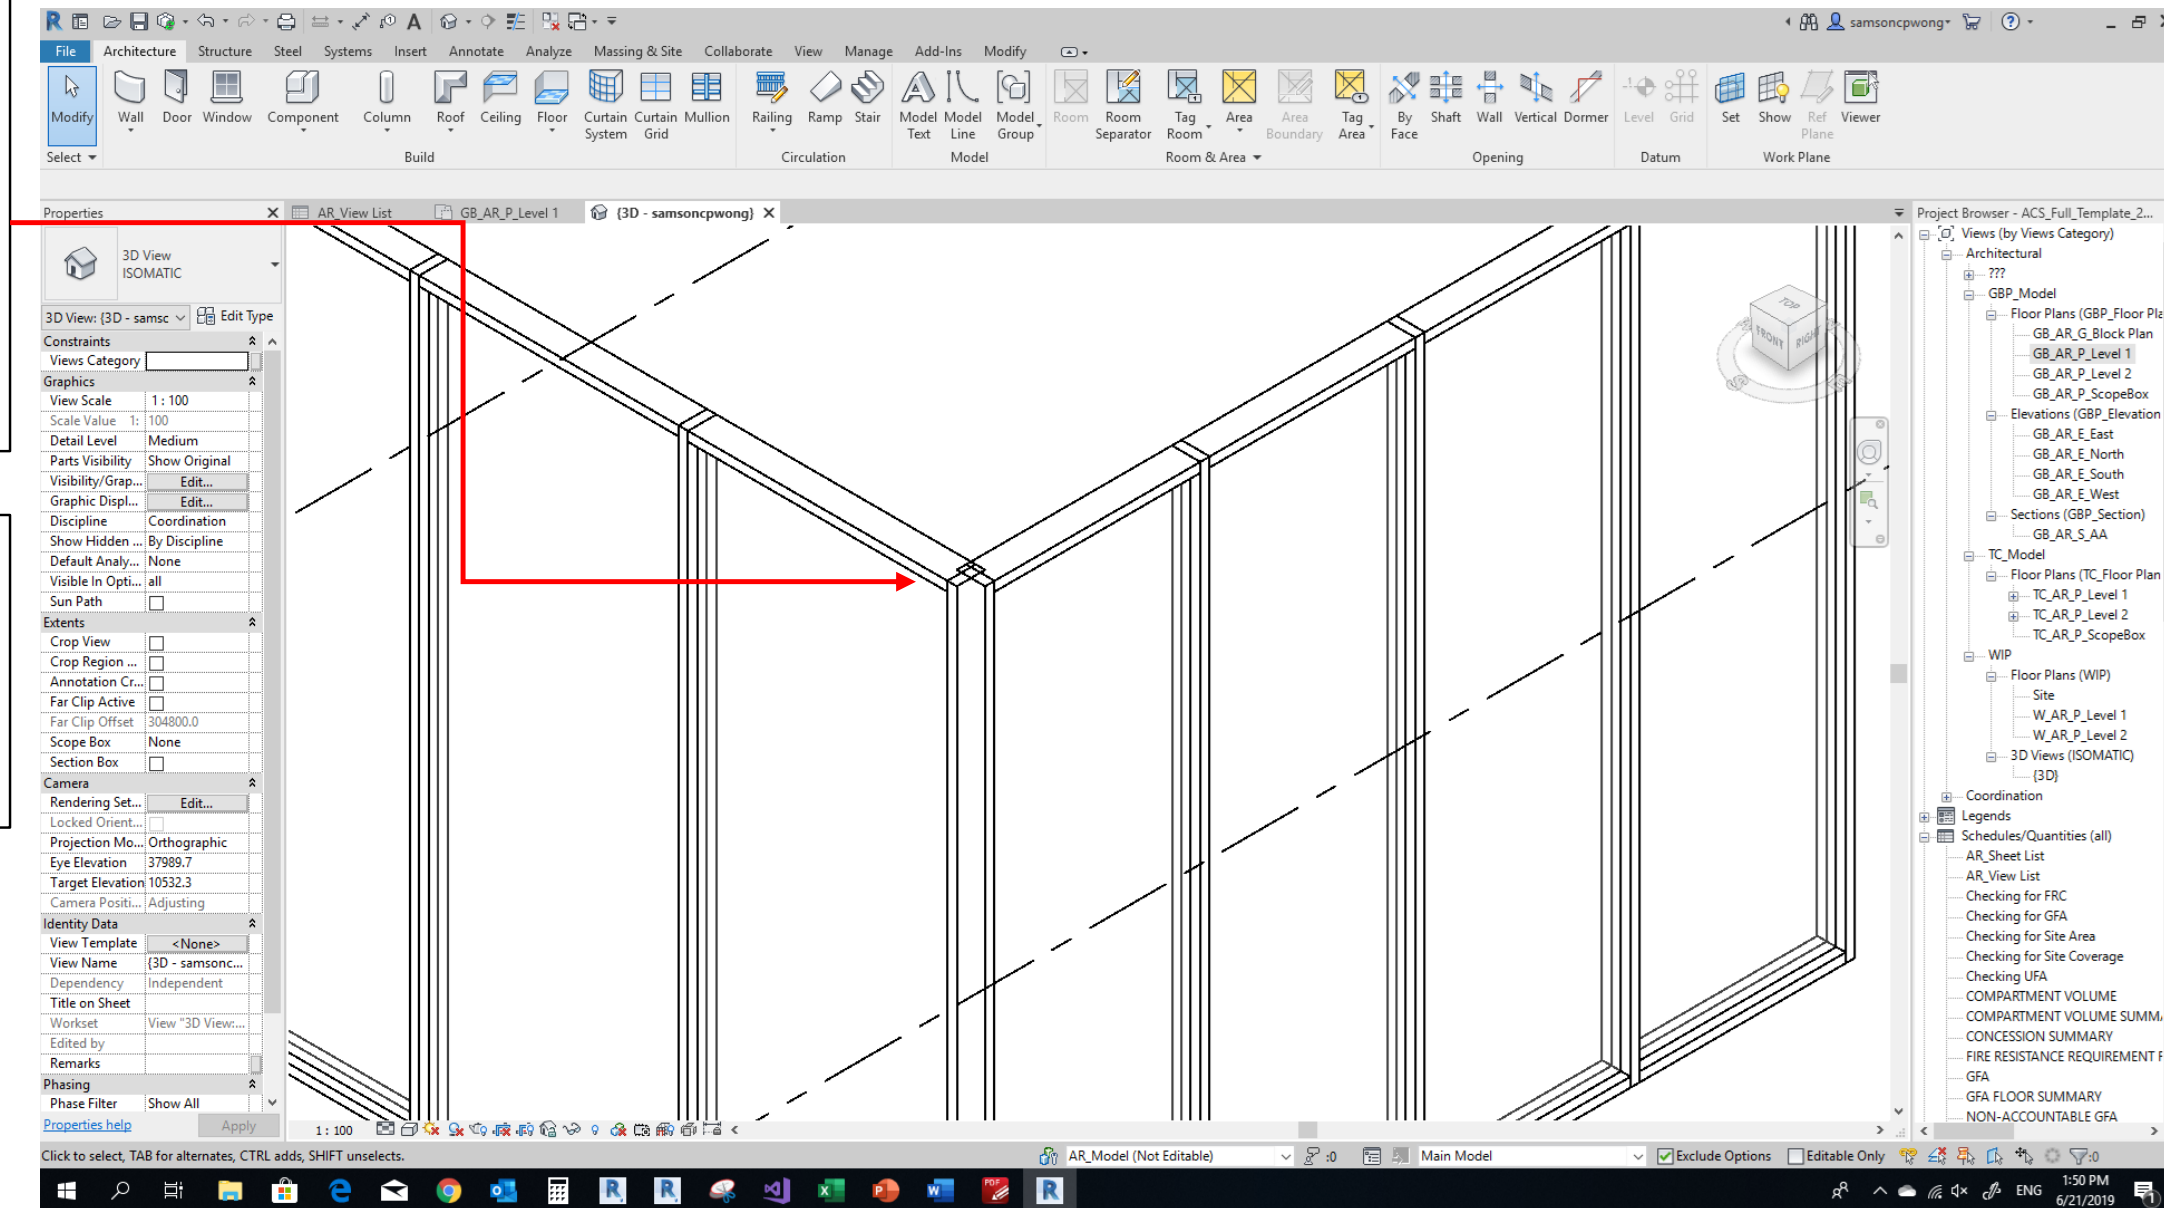 samsoncpwong
File Architecture Structure Steel Systems Insert Annotate Analyze Massing & Site Collaborate View Manage Add-Ins Modify
Modify Wall Door Window Component Column Roof Ceiling Floor Curtain System Curtain Grid Mullion Railing Ramp Stair Model Text Model Line Model Group Room Room Separator Tag Room Area Area Boundary Tag Area By Face Shaft Wall Vertical Dormer Level Grid Set Show Ref Plane Viewer
Select Build Circulation Model Room & Area Opening Datum Work Plane
Properties
AR_View List GB_AR_P_Level 1 {3D - samsoncpwong}
3D View
ISOMATIC
3D View: {3D - samsc Edit Type
Constraints
Views Category
Graphics
View Scale 1 : 100
Scale Value 1: 100
Detail Level Medium
Parts Visibility Show Original
Visibility/Grap... Edit...
Graphic Displ... Edit...
Discipline Coordination
Show Hidden ... By Discipline
Default Analy... None
Visible In Opti... all
Sun Path
Extents
Crop View
Crop Region ...
Annotation Cr...
Far Clip Active
Far Clip Offset 304800.0
Scope Box None
Section Box
Camera
Rendering Set... Edit...
Locked Orient...
Projection Mo... Orthographic
Eye Elevation 37989.7
Target Elevation 10532.3
Camera Positi... Adjusting
Identity Data
View Template <None>
View Name {3D - samsonc...
Dependency Independent
Title on Sheet
Workset View "3D View:...
Edited by
Remarks
Phasing
Phase Filter Show All
Properties help Apply
TOP
FRONT
1 : 100
Project Browser - ACS_Full_Template_2...
Views (by Views Category)
Architectural
???
GBP_Model
Floor Plans (GBP_Floor Pla
GB_AR_G_Block Plan
GB_AR_P_Level 1
GB_AR_P_Level 2
GB_AR_P_ScopeBox
Elevations (GBP_Elevation
GB_AR_E_East
GB_AR_E_North
GB_AR_E_South
GB_AR_E_West
Sections (GBP_Section)
GB_AR_S_AA
TC_Model
Floor Plans (TC_Floor Plan
TC_AR_P_Level 1
TC_AR_P_Level 2
TC_AR_P_ScopeBox
WIP
Floor Plans (WIP)
Site
W_AR_P_Level 1
W_AR_P_Level 2
3D Views (ISOMATIC)
{3D}
Coordination
Legends
Schedules/Quantities (all)
AR_Sheet List
AR_View List
Checking for FRC
Checking for GFA
Checking for Site Area
Checking for Site Coverage
Checking UFA
COMPARTMENT VOLUME
COMPARTMENT VOLUME SUMM
CONCESSION SUMMARY
FIRE RESISTANCE REQUIREMENT
GFA
GFA FLOOR SUMMARY
NON-ACCOUNTABLE GFA
Click to select, TAB for alternates, CTRL adds, SHIFT unselects. AR_Model (Not Editable) :0 Main Model Exclude Options Editable Only :0
ENG
1:50 PM
6/21/2019